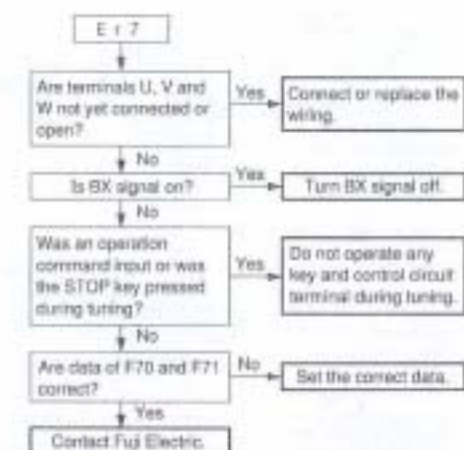 E r 7
Are terminals U, V and
W not yet connected or
open?
Yes
Connect or replace the
wiring.
No
Is BX signal on?
Yes
Turn BX signal off.
No
Was an operation
command input or was
the STOP key pressed
during tuning?
Yes
Do not operate any
key and control circuit
terminal during tuning.
No
Are data of F70 and F71
correct?
No
Set the correct data.
Yes
Contact Fuji Electric.